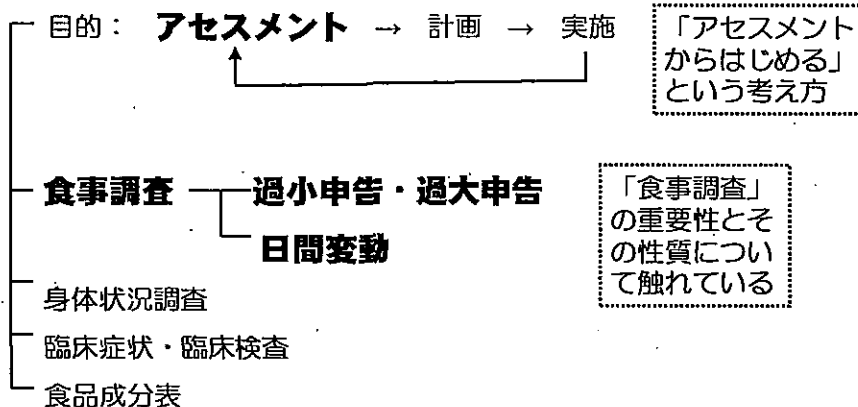 目的： アセスメント → 計画 → 実施
「アセスメント
からはじめる」
という考え方
食事調査
過小申告・過大申告
日間変動
「食事調査」
の重要性とそ
の性質につい
て触れている
身体状況調査
臨床症状・臨床検査
食品成分表